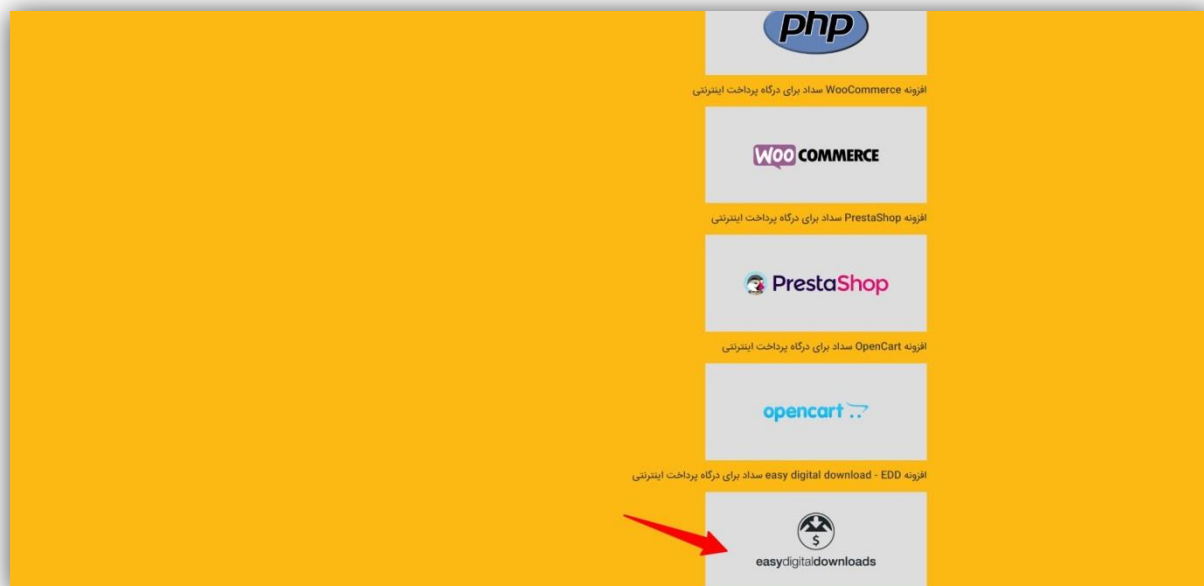 php
افزونه WooCommerce سداد برای درگاه پرداخت اینترنتی
WOO COMMERCE
افزونه PrestaShop سداد برای درگاه پرداخت اینترنتی
PrestaShop
افزونه OpenCart سداد برای درگاه پرداخت اینترنتی
opencart
افزونه easy digital download - EDD سداد برای درگاه پرداخت اینترنتی
$
easydigitaldownloads